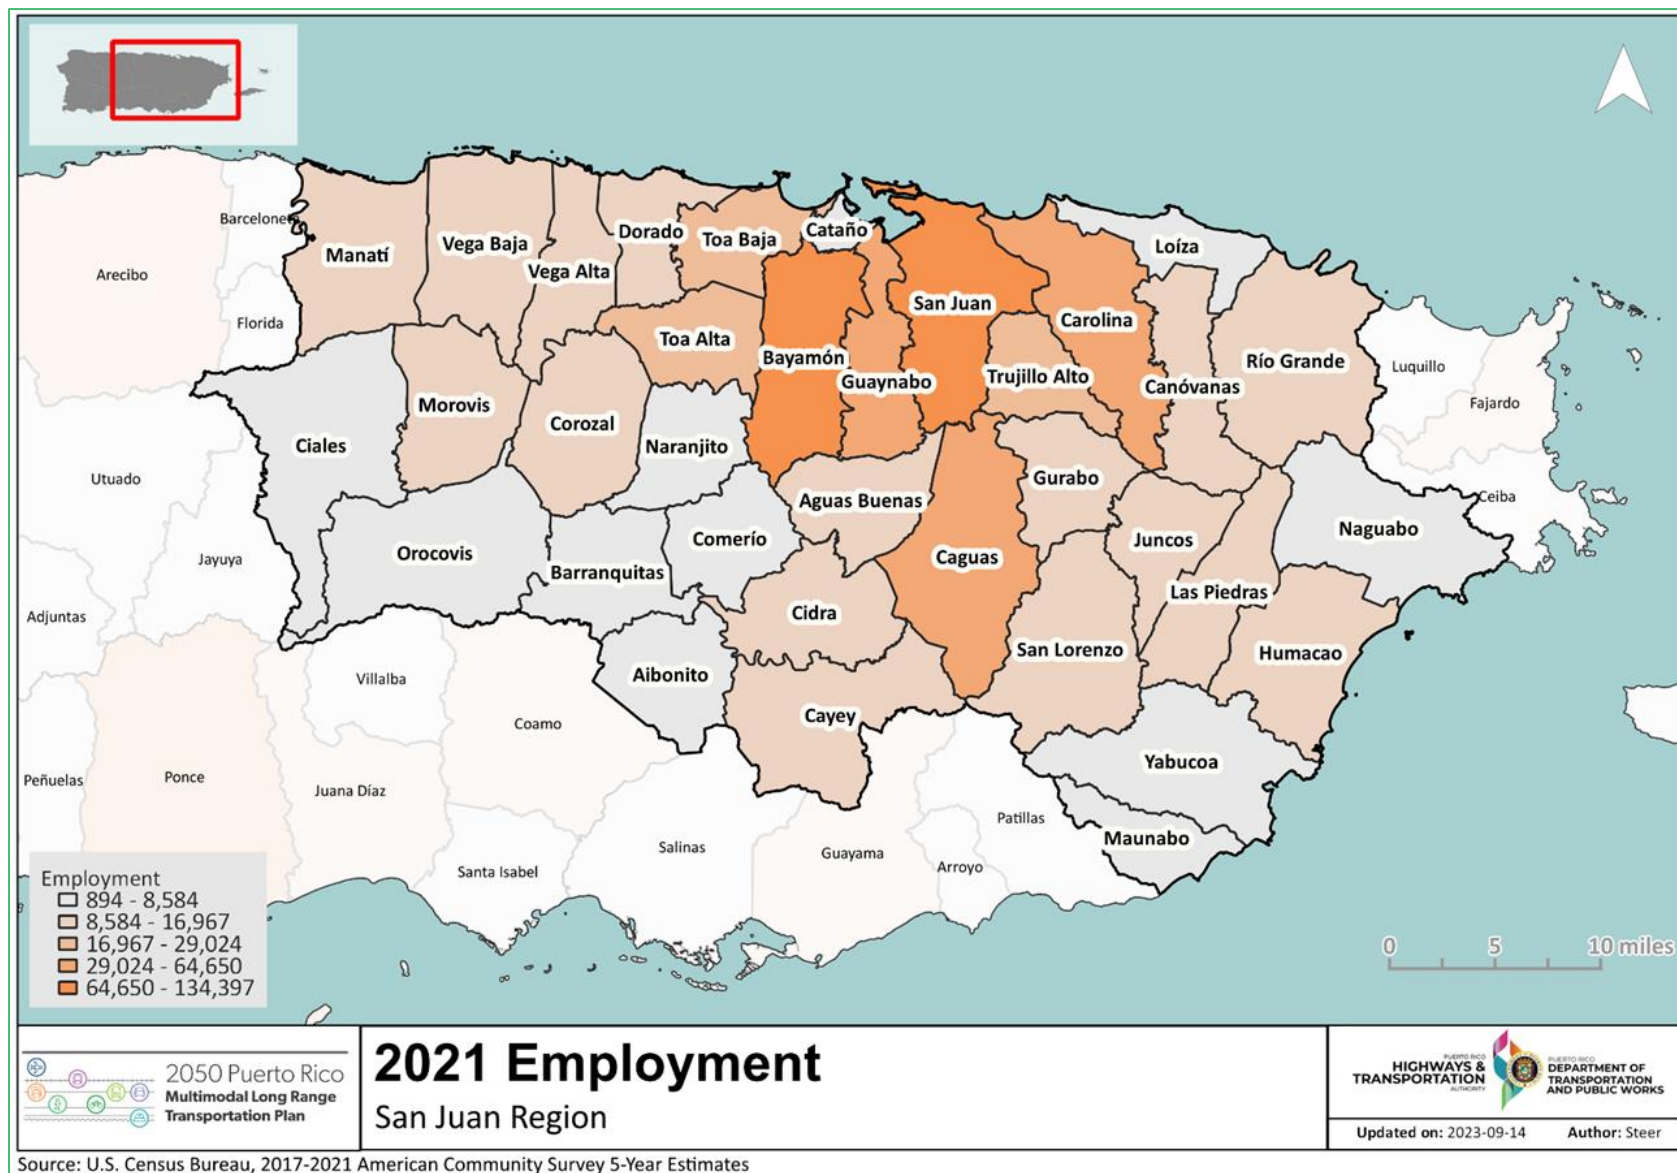 Barceloneta
Arecibo
Florida
Manatí
Vega Baja
Vega Alta
Dorado
Toa Baja
Cataño
Loíza
Toa Alta
Bayamón
Guaynabo
San Juan
Carolina
Trujillo Alto
Canóvanas
Río Grande
Luquillo
Fajardo
Ceiba
Utuado
Jayuya
Adjuntas
Ciales
Morovis
Corozal
Naranjito
Aguas Buenas
Gurabo
Juncos
Naguabo
Orocovis
Barranquitas
Comerío
Caguas
Las Piedras
Cidra
San Lorenzo
Humacao
Aibonito
Cayey
Yabucoa
Maunabo
Villalba
Coamo
Peñuelas
Ponce
Juana Díaz
Santa Isabel
Salinas
Guayama
Arroyo
Patillas
Employment
894 - 8,584
8,584 - 16,967
16,967 - 29,024
29,024 - 64,650
64,650 - 134,397
0 5 10 miles
2050 Puerto Rico
Multimodal Long Range
Transportation Plan
2021 Employment
San Juan Region
PUERTO RICO
HIGHWAYS &
TRANSPORTATION
AUTHORITY
PUERTO RICO
DEPARTMENT OF
TRANSPORTATION
AND PUBLIC WORKS
Updated on: 2023-09-14 Author: Steer
Source: U.S. Census Bureau, 2017-2021 American Community Survey 5-Year Estimates